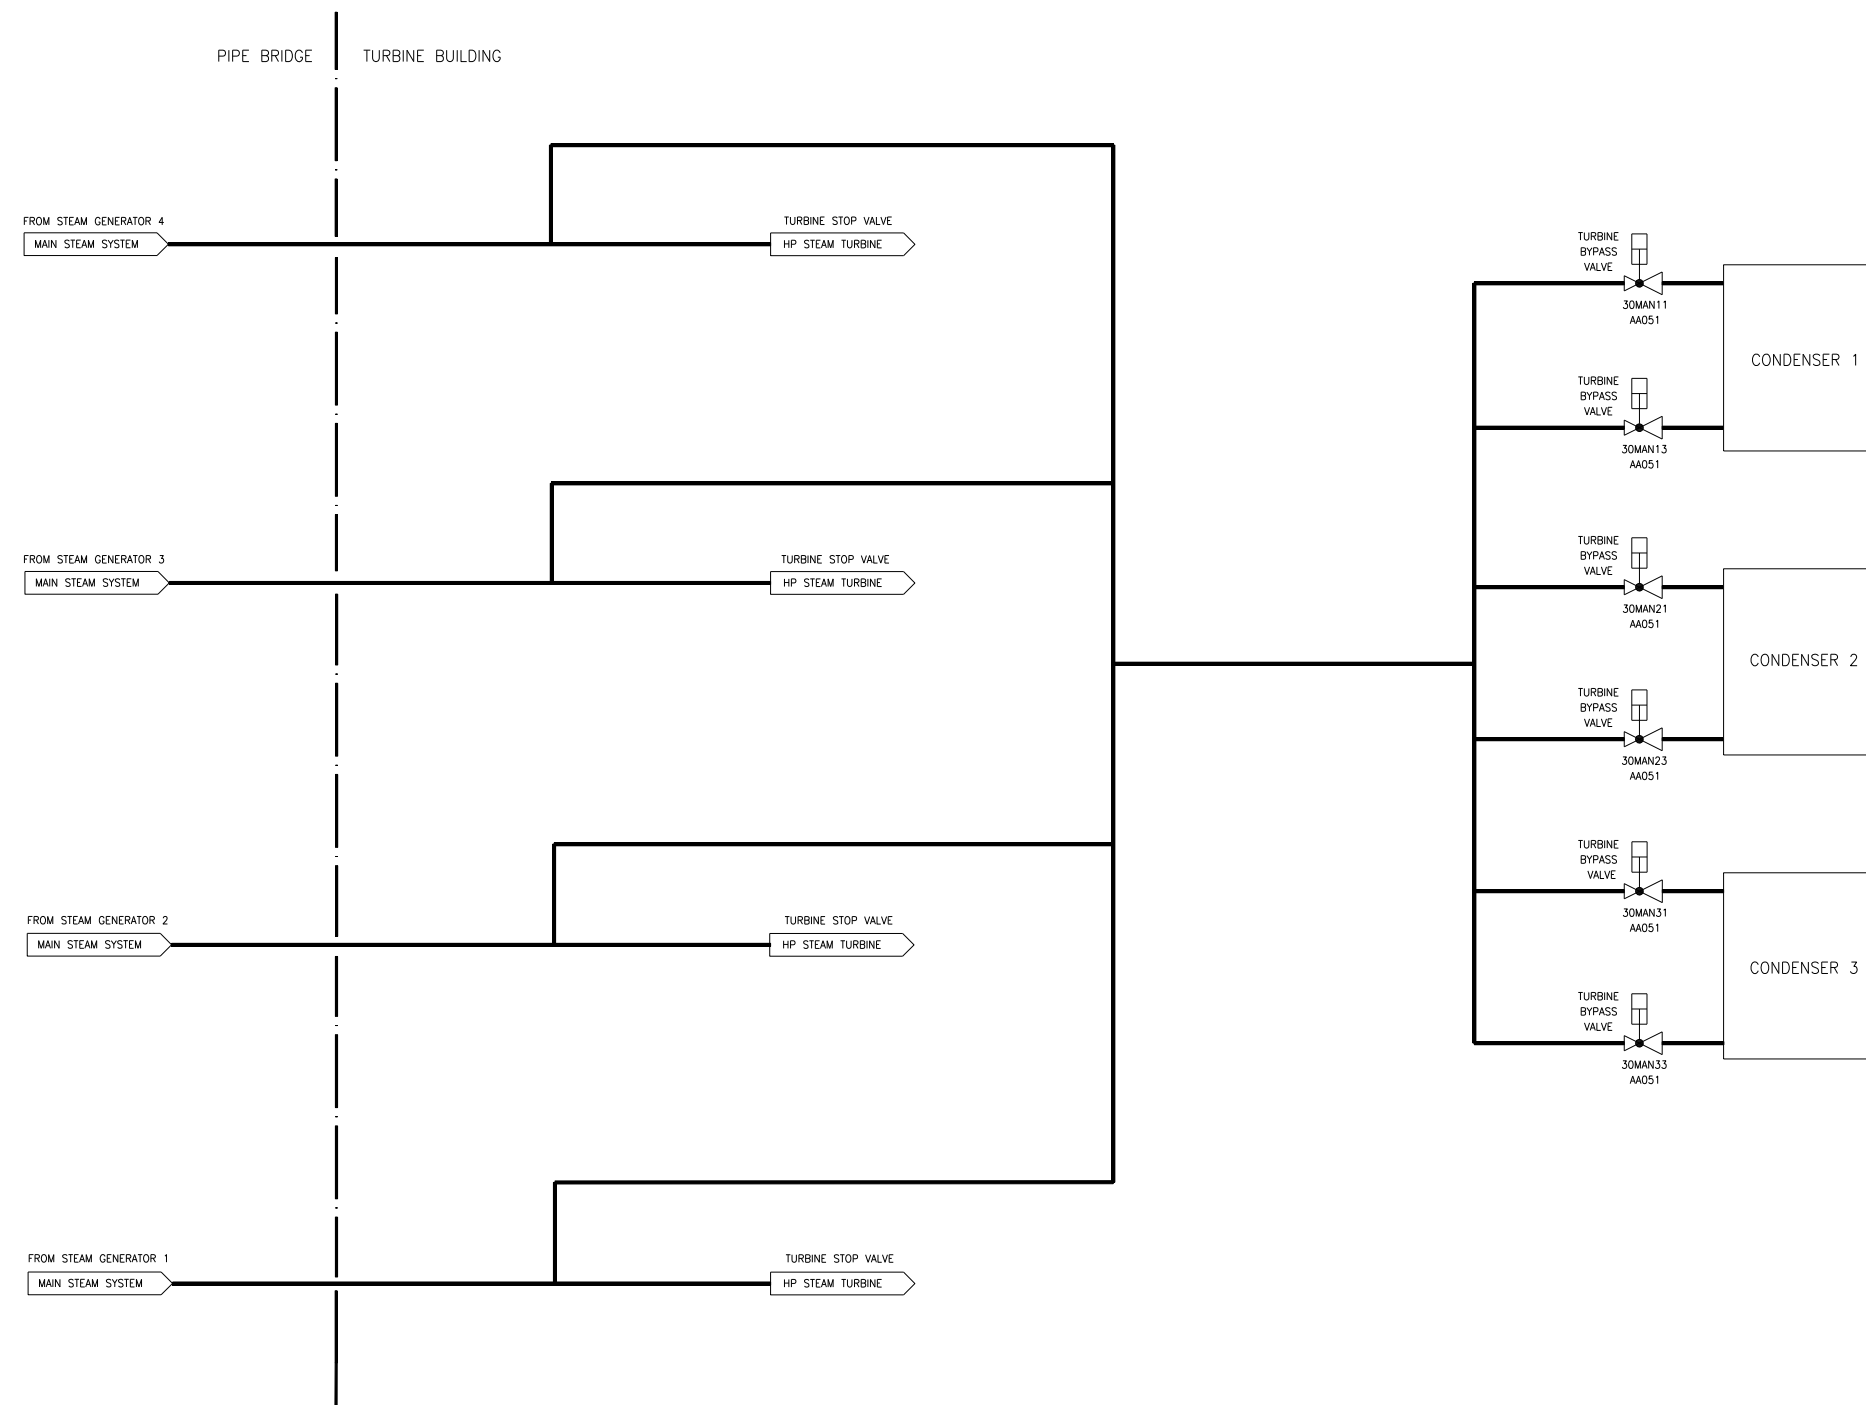 PIPE BRIDGE
TURBINE BUILDING
FROM STEAM GENERATOR 4
MAIN STEAM SYSTEM
TURBINE STOP VALVE
HP STEAM TURBINE
FROM STEAM GENERATOR 3
MAIN STEAM SYSTEM
TURBINE STOP VALVE
HP STEAM TURBINE
FROM STEAM GENERATOR 2
MAIN STEAM SYSTEM
TURBINE STOP VALVE
HP STEAM TURBINE
FROM STEAM GENERATOR 1
MAIN STEAM SYSTEM
TURBINE STOP VALVE
HP STEAM TURBINE
TURBINE
BYPASS
VALVE
30MAN11
AA051
TURBINE
BYPASS
VALVE
30MAN13
AA051
CONDENSER 1
TURBINE
BYPASS
VALVE
30MAN21
AA051
TURBINE
BYPASS
VALVE
30MAN23
AA051
CONDENSER 2
TURBINE
BYPASS
VALVE
30MAN31
AA051
TURBINE
BYPASS
VALVE
30MAN33
AA051
CONDENSER 3